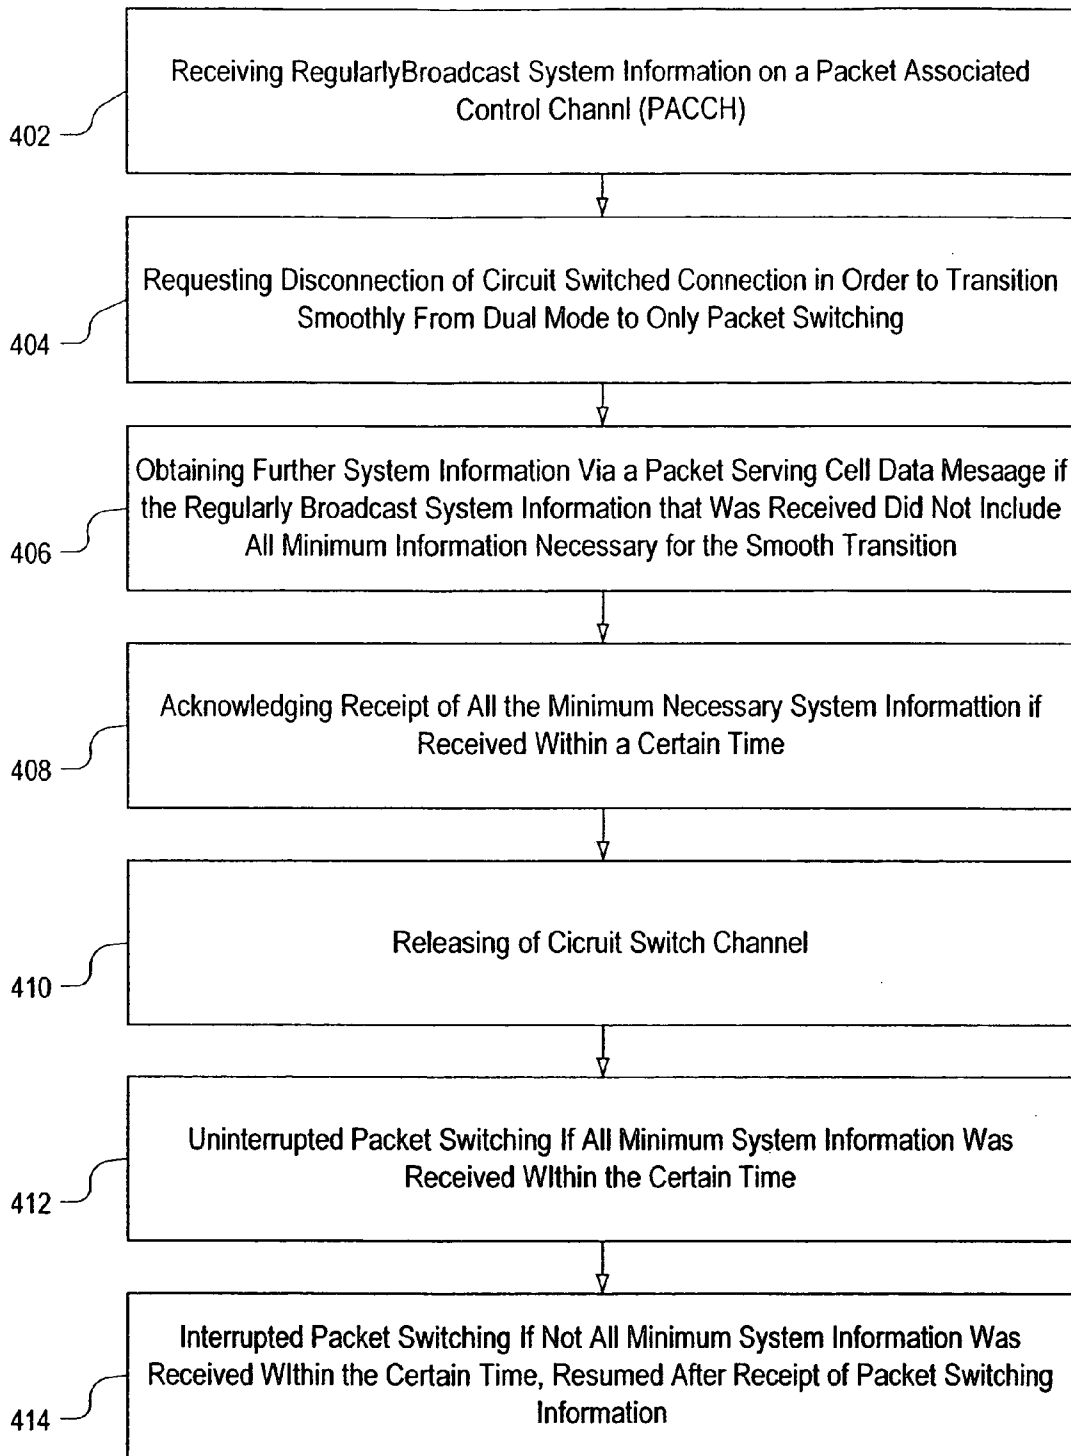 Receiving RegularlyBroadcast System Information on a Packet Associated
Control Channl (PACCH)
402
Requesting Disconnection of Circuit Switched Connection in Order to Transition
Smoothly From Dual Mode to Only Packet Switching
404
Obtaining Further System Information Via a Packet Serving Cell Data Mesaage if
the Regularly Broadcast System Information that Was Received Did Not Include
All Minimum Information Necessary for the Smooth Transition
406
Acknowledging Receipt of All the Minimum Necessary System Informattion if
Received Within a Certain Time
408
Releasing of Cicruit Switch Channel
410
Uninterrupted Packet Switching If All Minimum System Information Was
Received WIthin the Certain Time
412
Interrupted Packet Switching If Not All Minimum System Information Was
Received WIthin the Certain Time, Resumed After Receipt of Packet Switching
Information
414